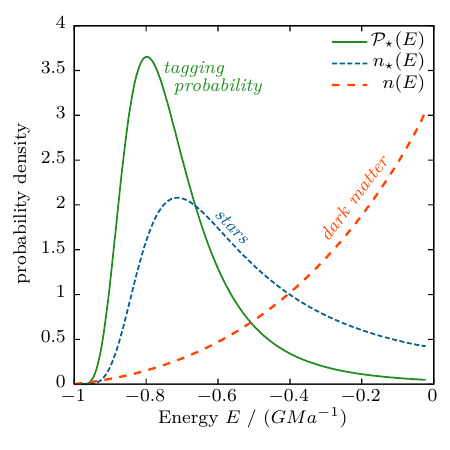 4
3.5
3
2.5
2
1.5
1
0.5
0
−1
−0.8
−0.6
−0.4
−0.2
0
probability density
Energy E / (GMa⁻¹)
𝒫⋆(E)
n⋆(E)
n(E)
tagging
probability
stars
dark matter